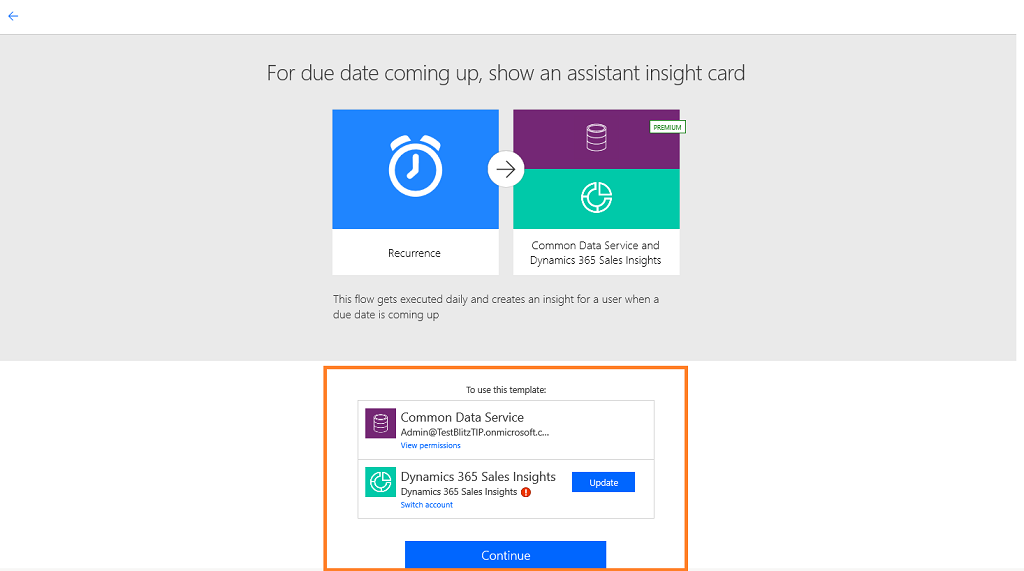 For due date coming up, show an assistant insight card
PREMIUM
Recurrence
Common Data Service and
Dynamics 365 Sales Insights
This flow gets executed daily and creates an insight for a user when a
due date is coming up
To use this template:
Common Data Service
Admin@TestBlitzTIP.onmicrosoft.c...
View permissions
Dynamics 365 Sales Insights
Dynamics 365 Sales Insights
Switch account
Update
Continue